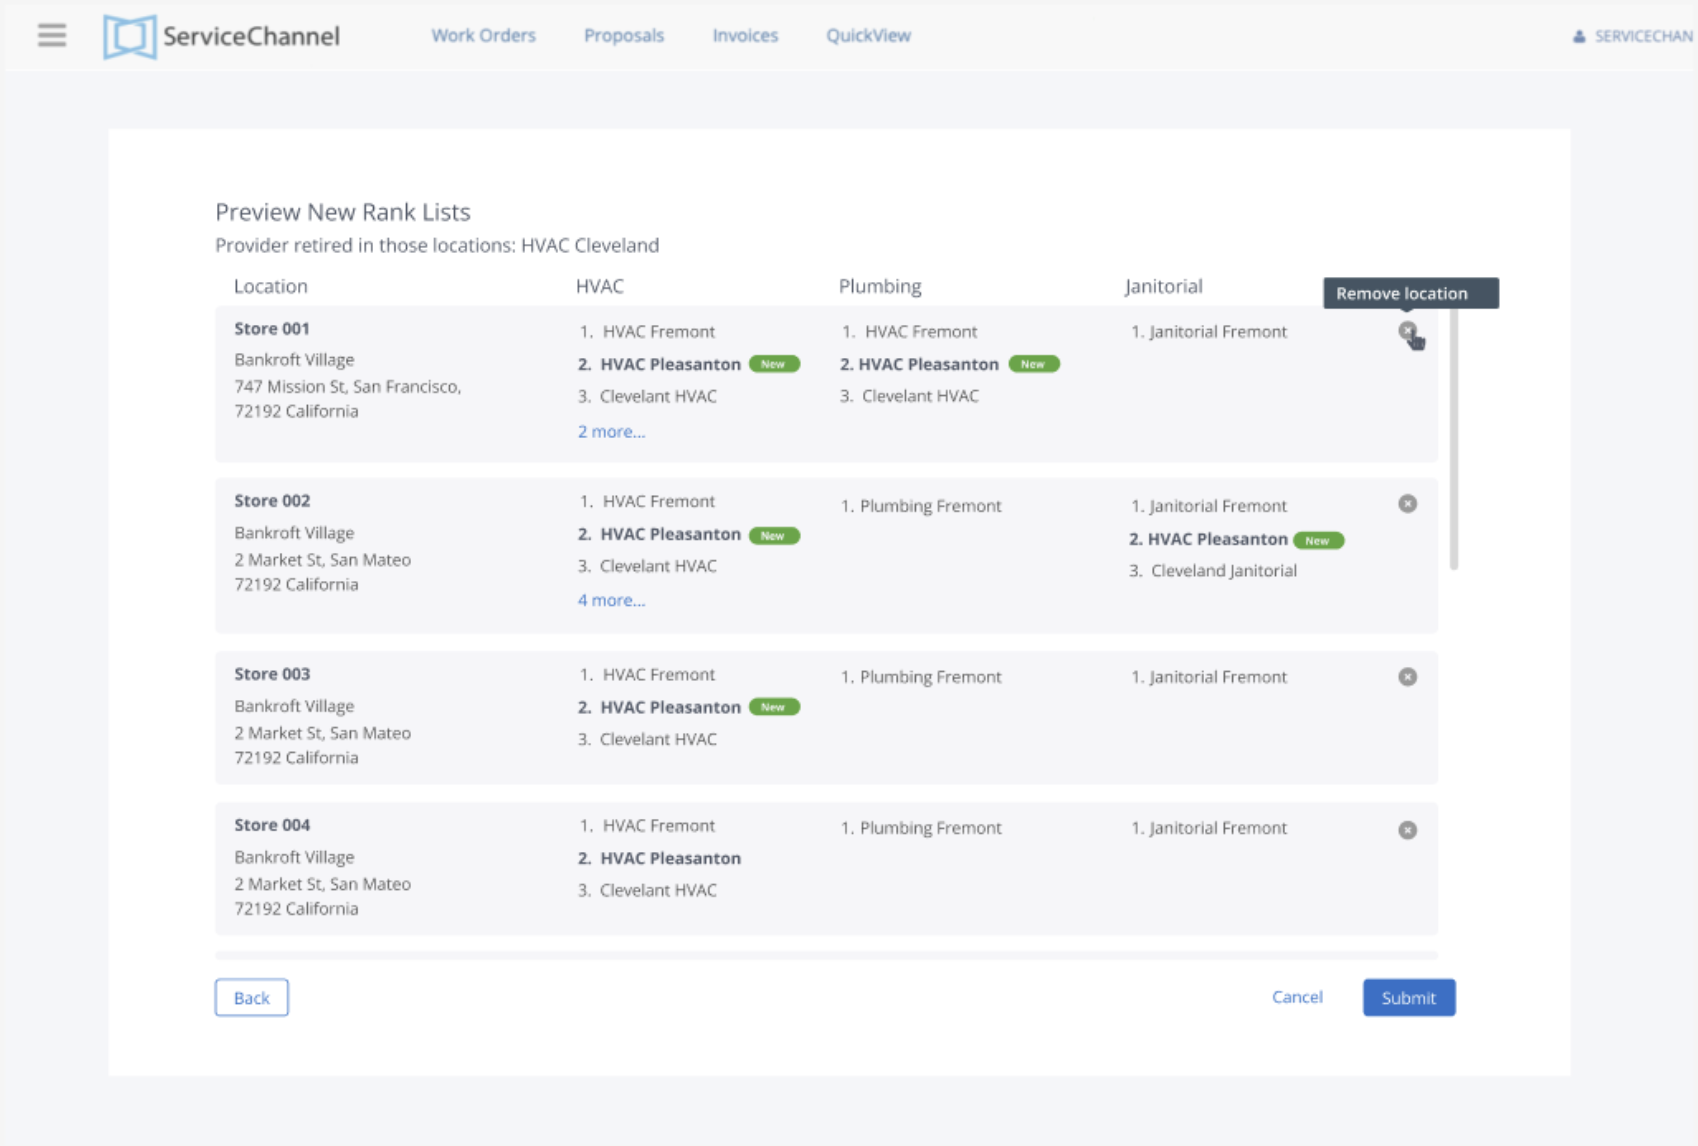 ServiceChannel
Work Orders
Proposals
Invoices
QuickView
SERVICECHAN
Preview New Rank Lists
Provider retired in those locations: HVAC Cleveland
Location
HVAC
Plumbing
Janitorial
Remove location
Store 001
Bankroft Village
747 Mission St, San Francisco,
72192 California
1. HVAC Fremont
2. HVAC Pleasanton New
3. Clevelant HVAC
2 more...
1. HVAC Fremont
2. HVAC Pleasanton New
3. Clevelant HVAC
1. Janitorial Fremont
Store 002
Bankroft Village
2 Market St, San Mateo
72192 California
1. HVAC Fremont
2. HVAC Pleasanton New
3. Clevelant HVAC
4 more...
1. Plumbing Fremont
1. Janitorial Fremont
2. HVAC Pleasanton New
3. Cleveland Janitorial
Store 003
Bankroft Village
2 Market St, San Mateo
72192 California
1. HVAC Fremont
2. HVAC Pleasanton New
3. Clevelant HVAC
1. Plumbing Fremont
1. Janitorial Fremont
Store 004
Bankroft Village
2 Market St, San Mateo
72192 California
1. HVAC Fremont
2. HVAC Pleasanton
3. Clevelant HVAC
1. Plumbing Fremont
1. Janitorial Fremont
Back
Cancel
Submit